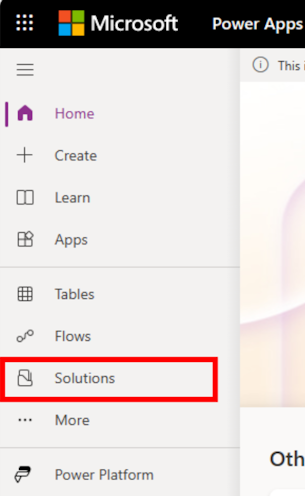 Microsoft Power Apps
This i
Home
Create
Learn
Apps
Tables
Flows
Solutions
More
Power Platform
Oth